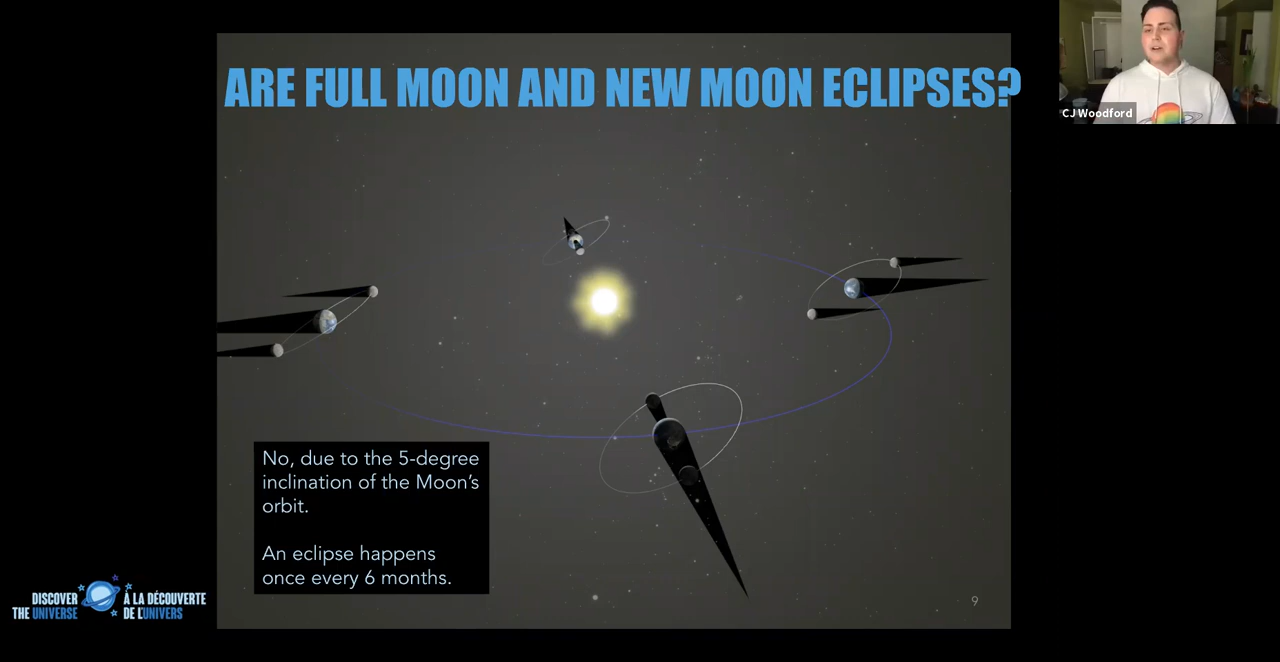 ARE FULL MOON AND NEW MOON ECLIPSES?
CJ Woodford
No, due to the 5-degree
inclination of the Moon's
orbit.
An eclipse happens
once every 6 months.
DISCOVER
THE UNIVERSE
À LA DÉCOUVERTE
DE L'UNIVERS
9